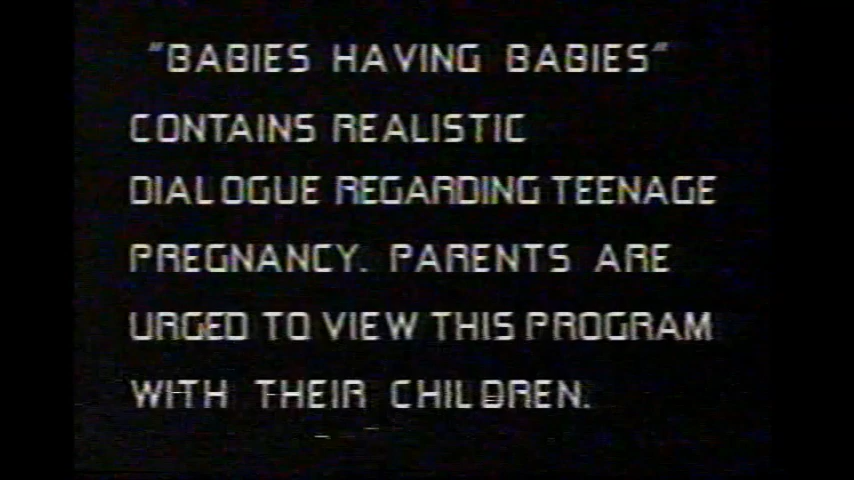 "BABIES HAVING BABIES"
CONTAINS REALISTIC
DIALOGUE REGARDING TEENAGE
PREGNANCY. PARENTS ARE
URGED TO VIEW THIS PROGRAM
WITH THEIR CHILDREN.